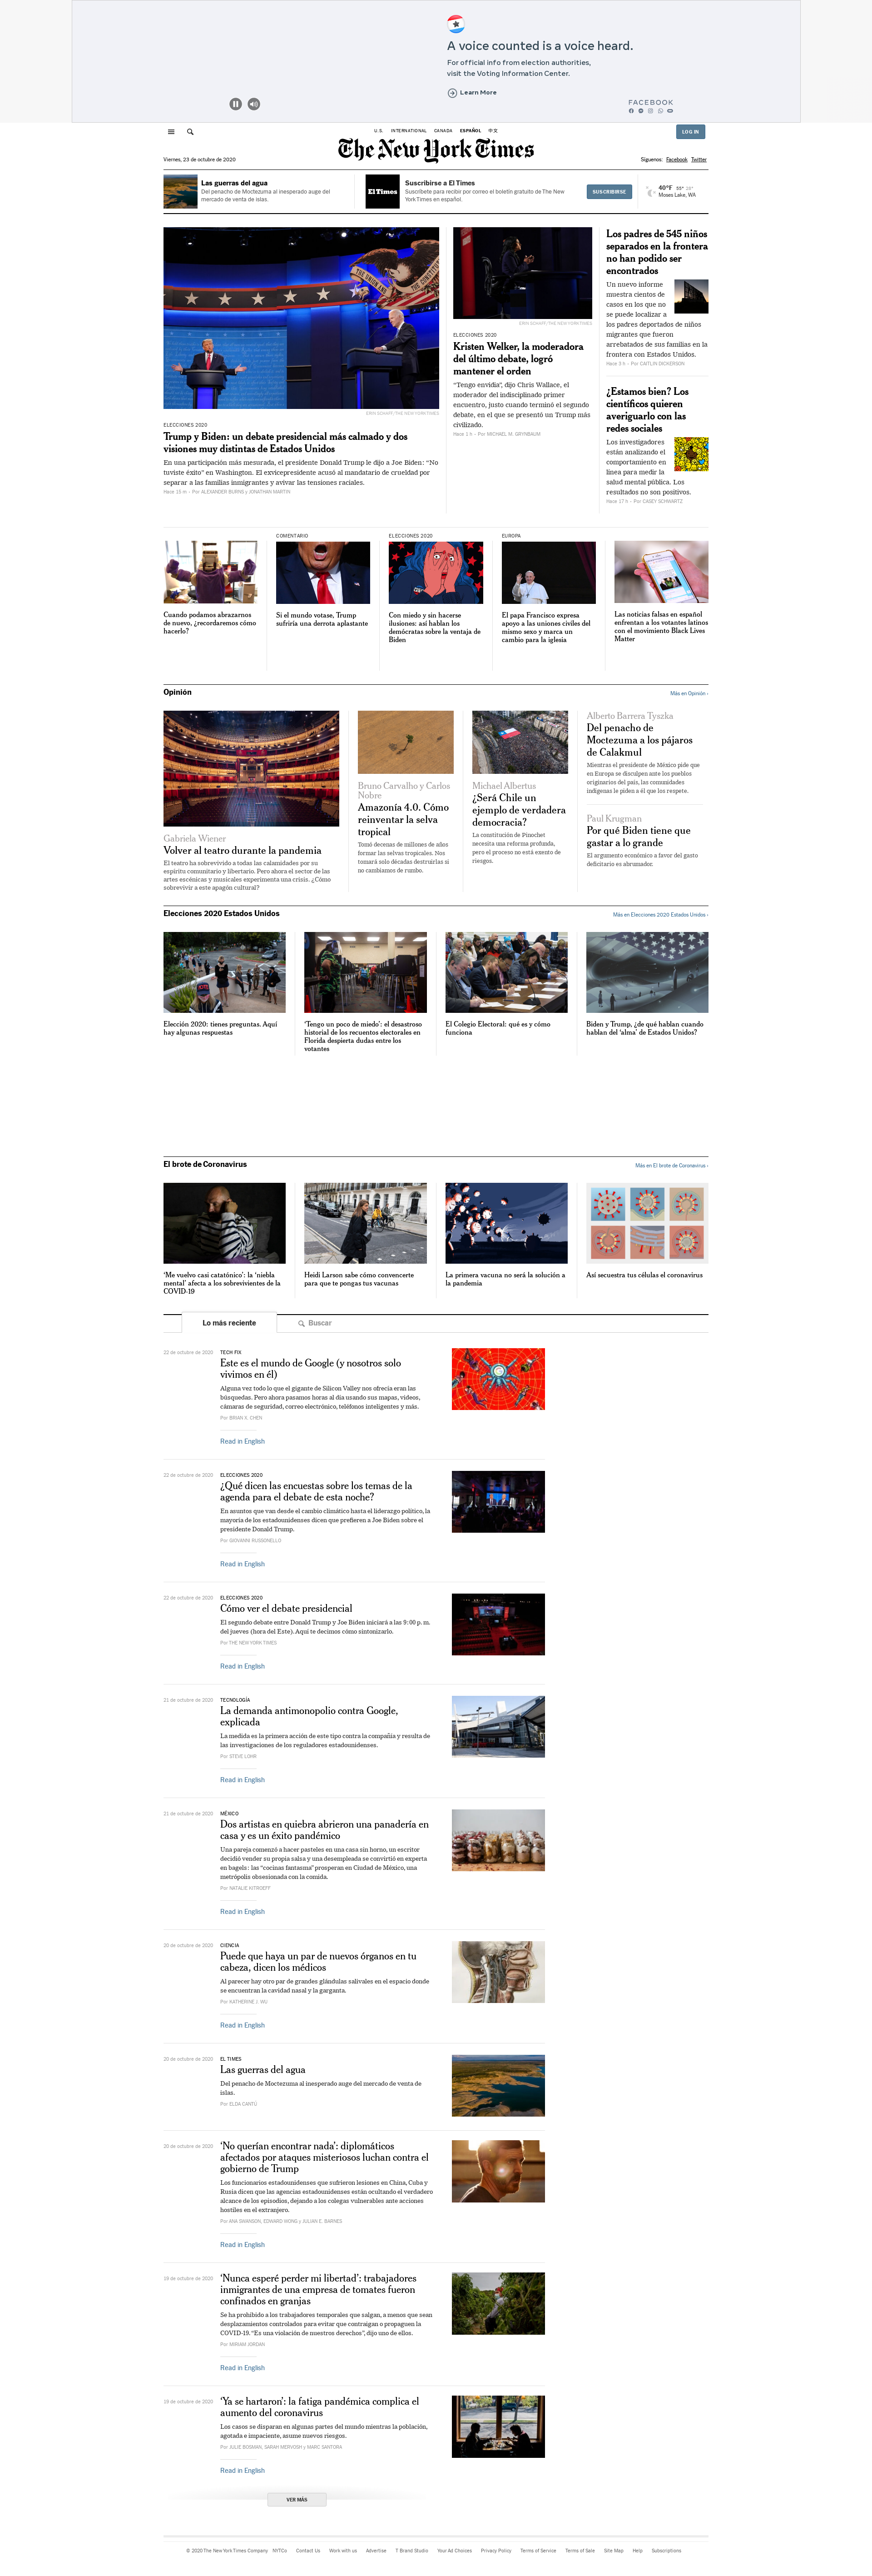 A voice counted is a voice heard.
For official info from election authorities,
visit the Voting Information Center.
Learn More
FACEBOOK
U.S. INTERNATIONAL CANADA ESPAÑOL 中文
LOG IN
The New York Times
Viernes, 23 de octubre de 2020
Síguenos: Facebook Twitter
Las guerras del agua
Del penacho de Moctezuma al inesperado auge del
mercado de venta de islas.
El Times
Suscribirse a El Times
Suscríbete para recibir por correo el boletín gratuito de The New
York Times en español.
SUSCRIBIRSE
40°F 55° 28°
Moses Lake, WA
ERIN SCHAFF, THE NEW YORK TIMES
ELECCIONES 2020
Trump y Biden: un debate presidencial más calmado y dos
visiones muy distintas de Estados Unidos
En una participación más mesurada, el presidente Donald Trump le dijo a Joe Biden: “No
tuviste éxito” en Washington. El exvicepresidente acusó al mandatario de crueldad por
separar a las familias inmigrantes y avivar las tensiones raciales.
Hace 15 m - Por ALEXANDER BURNS y JONATHAN MARTIN
ERIN SCHAFF/ THE NEW YORK TIMES
ELECCIONES 2020
Kristen Welker, la moderadora
del último debate, logró
mantener el orden
“Tengo envidia”, dijo Chris Wallace, el
moderador del indisciplinado primer
encuentro, justo cuando terminó el segundo
debate, en el que se presentó un Trump más
civilizado.
Hace 1 h - Por MICHAEL M. GRYNBAUM
Los padres de 545 niños
separados en la frontera
no han podido ser
encontrados
Un nuevo informe
muestra cientos de
casos en los que no
se puede localizar a
los padres deportados de niños
migrantes que fueron
arrebatados de sus familias en la
frontera con Estados Unidos.
Hace 5 h - Por CAITLIN DICKERSON
¿Estamos bien? Los
científicos quieren
averiguarlo con las
redes sociales
Los investigadores
están analizando el
comportamiento en
línea para medir la
salud mental pública. Los
resultados no son positivos.
Hace 17 h - Por CASEY SCHWARTZ
Cuando podamos abrazarnos
de nuevo, ¿recordaremos cómo
hacerlo?
COMENTARIO
Si el mundo votase, Trump
sufriría una derrota aplastante
ELECCIONES 2020
Con miedo y sin hacerse
ilusiones: así hablan los
demócratas sobre la ventaja de
Biden
EUROPA
El papa Francisco expresa
apoyo a las uniones civiles del
mismo sexo y marca un
cambio para la iglesia
Las noticias falsas en español
enfrentan a los votantes latinos
con el movimiento Black Lives
Matter
Opinión
Más en Opinión ›
Gabriela Wiener
Volver al teatro durante la pandemia
El teatro ha sobrevivido a todas las calamidades por su
espíritu comunitario y libertario. Pero ahora el sector de las
artes escénicas y musicales experimenta una crisis. ¿Cómo
sobrevivir a este apagón cultural?
Bruno Carvalho y Carlos
Nobre
Amazonía 4.0. Cómo
reinventar la selva
tropical
Tomó decenas de millones de años
formar las selvas tropicales. Nos
tomará solo décadas destruirlas si
no cambiamos de rumbo.
Michael Albertus
¿Será Chile un
ejemplo de verdadera
democracia?
La constitución de Pinochet
necesita una reforma profunda,
pero el proceso no está exento de
riesgos.
Alberto Barrera Tyszka
Del penacho de
Moctezuma a los pájaros
de Calakmul
Mientras el presidente de México pide que
en Europa se disculpen ante los pueblos
originarios del país, las comunidades
indígenas le piden a él que los respete.
Paul Krugman
Por qué Biden tiene que
gastar a lo grande
El argumento económico a favor del gasto
deficitario es abrumador.
Elecciones 2020 Estados Unidos
Más en Elecciones 2020 Estados Unidos ›
Elección 2020: tienes preguntas. Aquí
hay algunas respuestas
‘Tengo un poco de miedo’: el desastroso
historial de los recuentos electorales en
Florida despierta dudas entre los
votantes
El Colegio Electoral: qué es y cómo
funciona
Biden y Trump, ¿de qué hablan cuando
hablan del ‘alma’ de Estados Unidos?
El brote de Coronavirus
Más en El brote de Coronavirus ›
‘Me vuelvo casi catatónico’: la ‘niebla
mental’ afecta a los sobrevivientes de la
COVID-19
Heidi Larson sabe cómo convencerte
para que te pongas tus vacunas
La primera vacuna no será la solución a
la pandemia
Así secuestra tus células el coronavirus
Lo más reciente
Buscar
22 de octubre de 2020
TECH FIX
Este es el mundo de Google (y nosotros solo
vivimos en él)
Alguna vez todo lo que el gigante de Silicon Valley nos ofrecía eran las
búsquedas. Pero ahora pasamos horas al día usando sus mapas, videos,
cámaras de seguridad, correo electrónico, teléfonos inteligentes y más.
Por BRIAN X. CHEN
Read in English
22 de octubre de 2020
ELECCIONES 2020
¿Qué dicen las encuestas sobre los temas de la
agenda para el debate de esta noche?
En asuntos que van desde el cambio climático hasta el liderazgo político, la
mayoría de los estadounidenses dicen que prefieren a Joe Biden sobre el
presidente Donald Trump.
Por GIOVANNI RUSSONELLO
Read in English
22 de octubre de 2020
ELECCIONES 2020
Cómo ver el debate presidencial
El segundo debate entre Donald Trump y Joe Biden iniciará a las 9:00 p. m.
del jueves (hora del Este). Aquí te decimos cómo sintonizarlo.
Por THE NEW YORK TIMES
Read in English
21 de octubre de 2020
TECNOLOGÍA
La demanda antimonopolio contra Google,
explicada
La medida es la primera acción de este tipo contra la compañía y resulta de
las investigaciones de los reguladores estadounidenses.
Por STEVE LOHR
Read in English
21 de octubre de 2020
MÉXICO
Dos artistas en quiebra abrieron una panadería en
casa y es un éxito pandémico
Una pareja comenzó a hacer pasteles en una casa sin horno, un escritor
decidió vender su propia salsa y una desempleada se convirtió en experta
en bagels: las “cocinas fantasma” prosperan en Ciudad de México, una
metrópolis obsesionada con la comida.
Por NATALIE KITROEFF
Read in English
20 de octubre de 2020
CIENCIA
Puede que haya un par de nuevos órganos en tu
cabeza, dicen los médicos
Al parecer hay otro par de grandes glándulas salivales en el espacio donde
se encuentran la cavidad nasal y la garganta.
Por KATHERINE J. WU
Read in English
20 de octubre de 2020
EL TIMES
Las guerras del agua
Del penacho de Moctezuma al inesperado auge del mercado de venta de
islas.
Por ELDA CANTÚ
20 de octubre de 2020
‘No querían encontrar nada’: diplomáticos
afectados por ataques misteriosos luchan contra el
gobierno de Trump
Los funcionarios estadounidenses que sufrieron lesiones en China, Cuba y
Rusia dicen que las agencias estadounidenses están ocultando el verdadero
alcance de los episodios, dejando a los colegas vulnerables ante acciones
hostiles en el extranjero.
Por ANA SWANSON, EDWARD WONG y JULIAN E. BARNES
Read in English
19 de octubre de 2020
‘Nunca esperé perder mi libertad’: trabajadores
inmigrantes de una empresa de tomates fueron
confinados en granjas
Se ha prohibido a los trabajadores temporales que salgan, a menos que sean
desplazamientos controlados para evitar que contraigan o propaguen la
COVID-19. “Es una violación de nuestros derechos”, dijo uno de ellos.
Por MIRIAM JORDAN
Read in English
19 de octubre de 2020
‘Ya se hartaron’: la fatiga pandémica complica el
aumento del coronavirus
Los casos se disparan en algunas partes del mundo mientras la población,
agotada e impaciente, asume nuevos riesgos.
Por JULIE BOSMAN, SARAH MERVOSH y MARC SANTORA
Read in English
VER MÁS
© 2020 The New York Times Company NYTCo Contact Us Work with us Advertise T Brand Studio Your Ad Choices Privacy Policy Terms of Service Terms of Sale Site Map Help Subscriptions